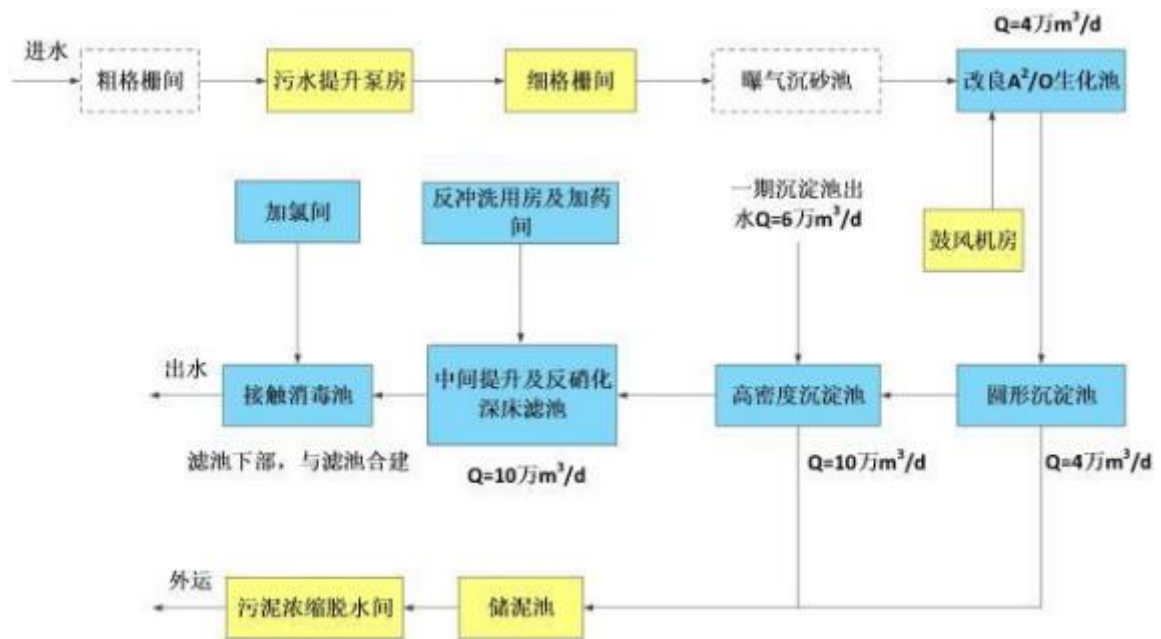 Q=4万m³/d
进水
粗格栅间
污水提升泵房
细格栅间
曝气沉砂池
改良A²/O生化池
加氯间
反冲洗用房及加药
间
一期沉淀池出
水Q=6万m³/d
鼓风机房
出水
接触消毒池
中间提升及反硝化
深床滤池
高密度沉淀池
圆形沉淀池
滤池下部，与滤池合建
Q=10万m³/d
Q=10万m³/d
Q=4万m³/d
外运
污泥浓缩脱水间
储泥池